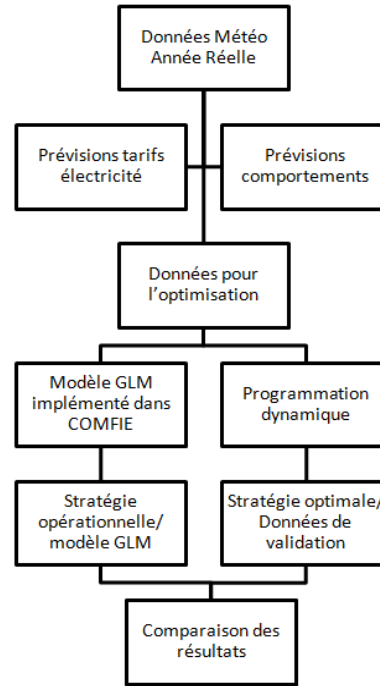 Données Météo
Année Réelle
Prévisions tarifs
électricité
Prévisions
comportements
Données pour
l'optimisation
Modèle GLM
implémenté dans
COMFIE
Programmation
dynamique
Stratégie
opérationnelle/
modèle GLM
Stratégie optimale/
Données de
validation
Comparaison des
résultats